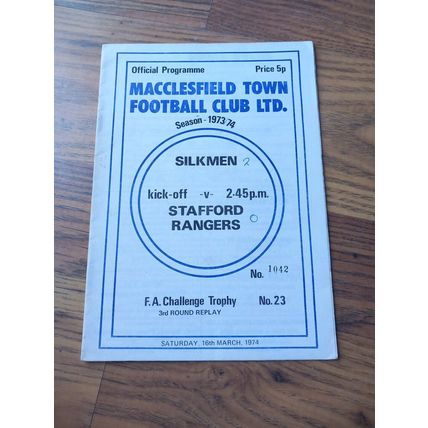 Official Programme Price 5p
MACCLESFIELD TOWN
FOOTBALL CLUB LTD.
Season - 1973/74
SILKMEN 2
kick-off -v- 2-45p.m.
STAFFORD
RANGERS 0
No. 1042
F.A. Challenge Trophy No.23
3rd ROUND REPLAY
SATURDAY, 16th MARCH, 1974